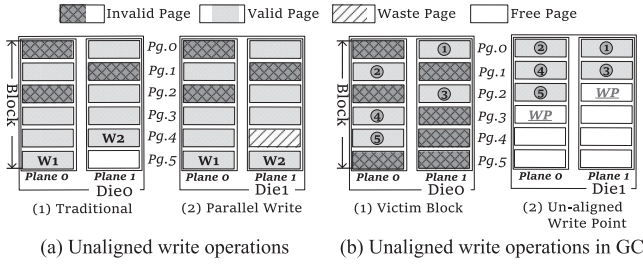 Invalid Page Valid Page Waste Page Free Page
Block
W1
W2
Plane 0 Plane 1
Die0
(1) Traditional
Pg.0
Pg.1
Pg.2
Pg.3
Pg.4
Pg.5
W1 W2
Plane 0 Plane 1
Die1
(2) Parallel Write
(a) Unaligned write operations
Block
1
2
3
4
5
Plane 0 Plane 1
Die0
(1) Victim Block
Pg.0
Pg.1
Pg.2
Pg.3
Pg.4
Pg.5
2 1
4 3
5 WP
WP
Plane 0 Plane 1
Die1
(2) Un-aligned
Write Point
(b) Unaligned write operations in GC